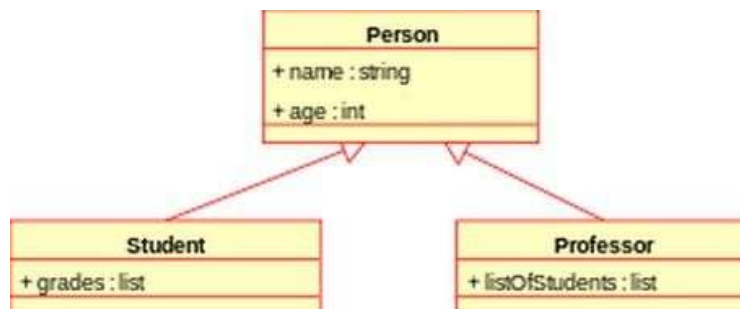 Person
+ name : string
+ age : int
Student
+ grades : list
Professor
+ listOfStudents : list